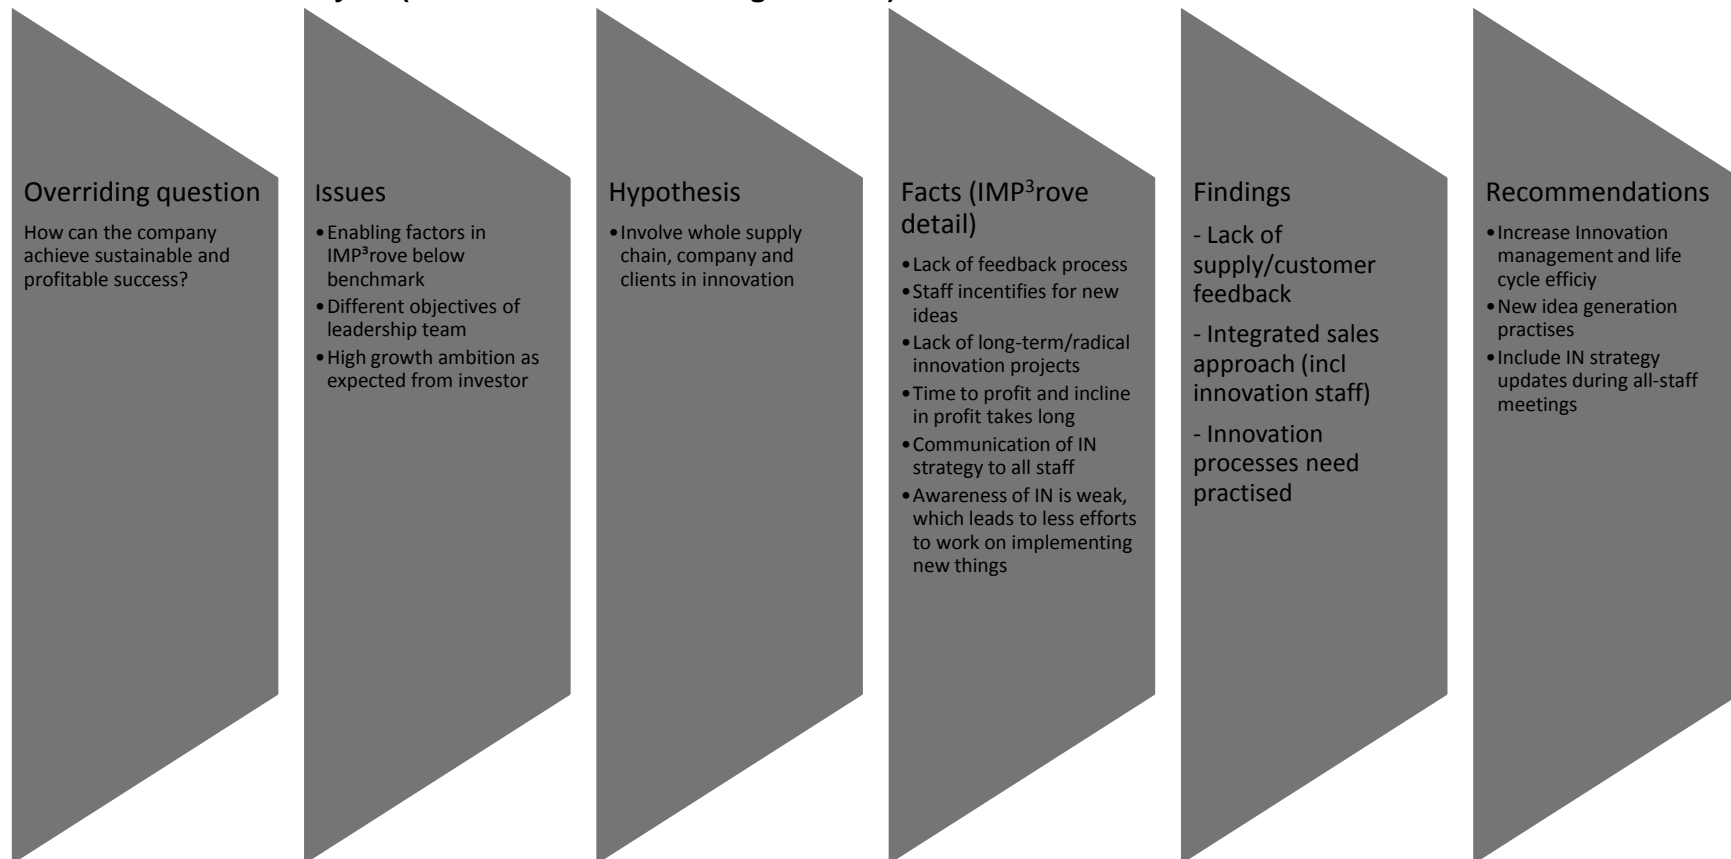 Overriding question
How can the company
achieve sustainable and
profitable success?
Issues
•Enabling factors in
IMP³rove below
benchmark
•Different objectives of
leadership team
•High growth ambition as
expected from investor
Hypothesis
•Involve whole supply
chain, company and
clients in innovation
Facts (IMP³rove
detail)
•Lack of feedback process
•Staff incentifies for new
ideas
•Lack of long-term/radical
innovation projects
•Time to profit and incline
in profit takes long
•Communication of IN
strategy to all staff
•Awareness of IN is weak,
which leads to less efforts
to work on implementing
new things
Findings
- Lack of
supply/customer
feedback
- Integrated sales
approach (incl
innovation staff)
- Innovation
processes need
practised
Recommendations
•Increase Innovation
management and life
cycle efficiy
•New idea generation
practises
•Include IN strategy
updates during all-staff
meetings